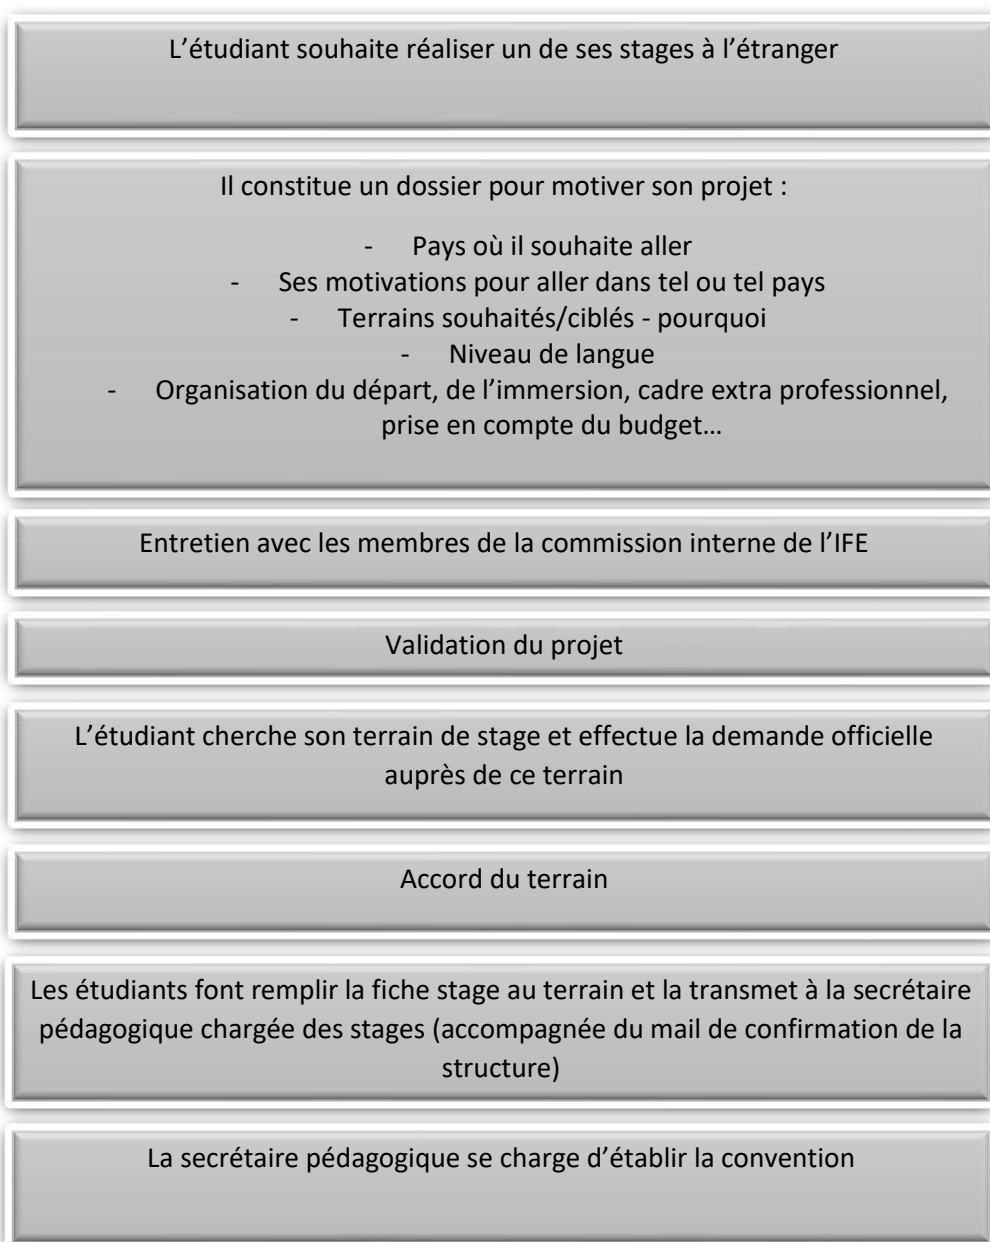 L’étudiant souhaite réaliser un de ses stages à l’étranger
Il constitue un dossier pour motiver son projet :
- Pays où il souhaite aller
- Ses motivations pour aller dans tel ou tel pays
- Terrains souhaités/ciblés - pourquoi
- Niveau de langue
- Organisation du départ, de l’immersion, cadre extra professionnel,
prise en compte du budget…
Entretien avec les membres de la commission interne de l’IFE
Validation du projet
L’étudiant cherche son terrain de stage et effectue la demande officielle
auprès de ce terrain
Accord du terrain
Les étudiants font remplir la fiche stage au terrain et la transmet à la secrétaire
pédagogique chargée des stages (accompagnée du mail de confirmation de la
structure)
La secrétaire pédagogique se charge d’établir la convention